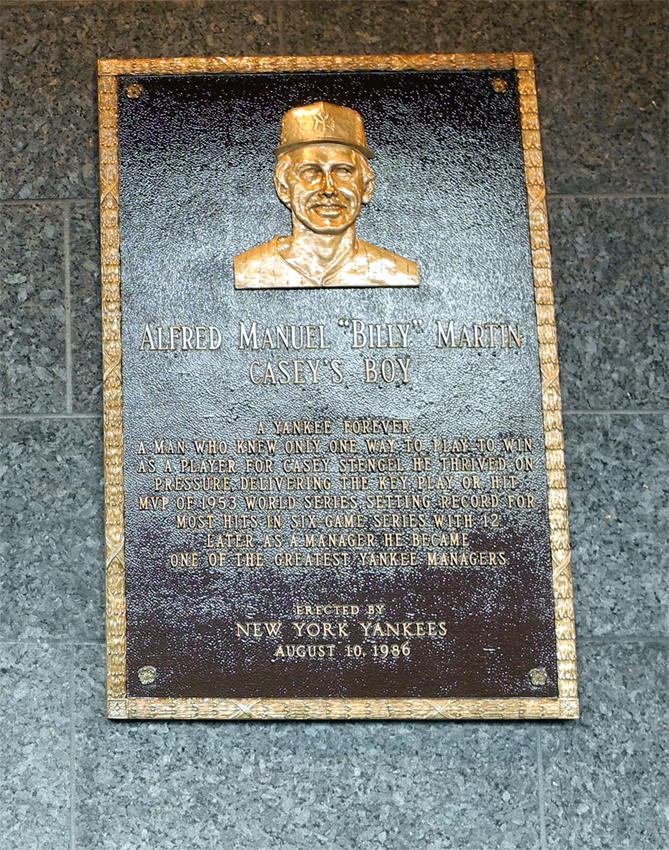 NY
ALFRED MANUEL "BILLY" MARTIN
CASEY'S BOY
A YANKEE FOREVER
A MAN WHO KNEW ONLY ONE WAY TO PLAY TO WIN
AS A PLAYER FOR CASEY STENGEL HE THRIVED ON
PRESSURE, DELIVERING THE KEY PLAY OR HIT
MVP OF 1953 WORLD SERIES, SETTING RECORD FOR
MOST HITS IN SIX GAME SERIES WITH 12
LATER AS A MANAGER HE BECAME
ONE OF THE GREATEST YANKEE MANAGERS
ERECTED BY
NEW YORK YANKEES
AUGUST 10, 1986